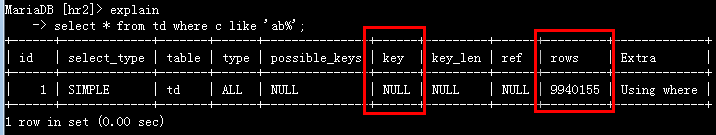 MariaDB [hr2]> explain
    -> select * from td where c like 'ab%';
+------+-------------+-------+------+---------------+------+---------+------+---------+-------------+
| id   | select_type | table | type | possible_keys | key  | key_len | ref  | rows    | Extra       |
+------+-------------+-------+------+---------------+------+---------+------+---------+-------------+
|    1 | SIMPLE      | td    | ALL  | NULL          | NULL | NULL    | NULL | 9940155 | Using where |
+------+-------------+-------+------+---------------+------+---------+------+---------+-------------+
1 row in set (0.00 sec)